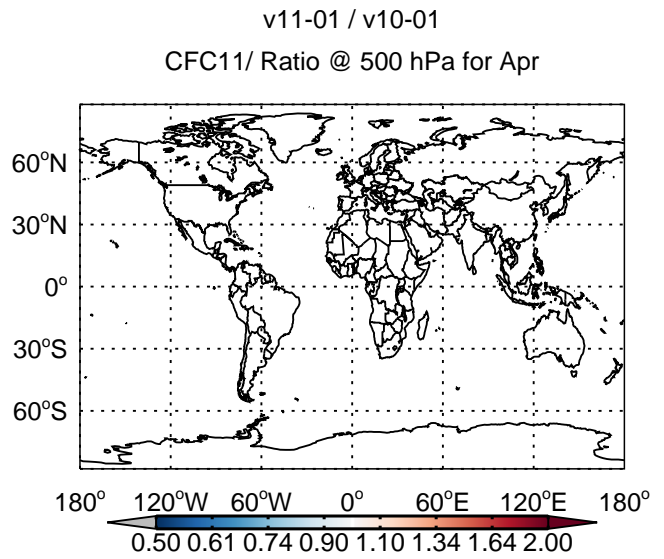 v11-01 / v10-01
CFC11/ Ratio @ 500 hPa for Apr
60°N
30°N
0°
30°S
60°S
180° 120°W 60°W 0° 60°E 120°E 180°
0.50 0.61 0.74 0.90 1.10 1.34 1.64 2.00